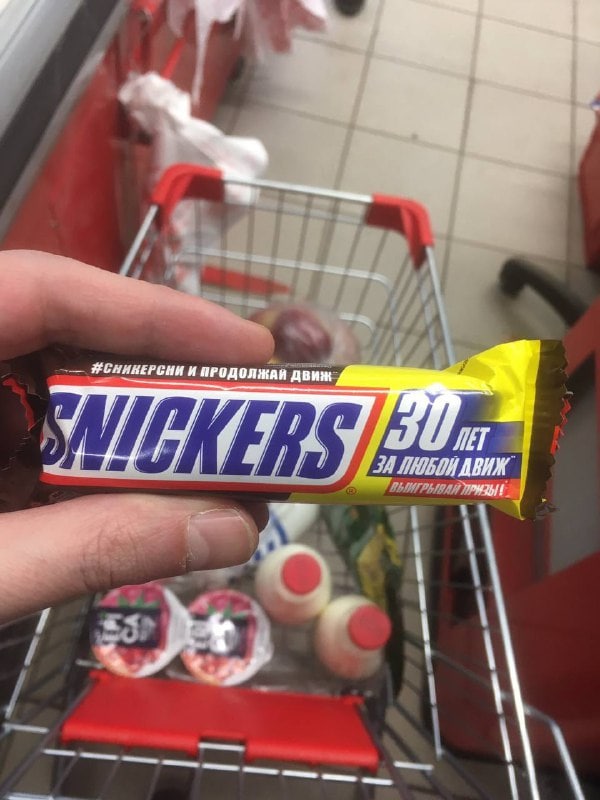 #СНИКЕРСНИ И ПРОДОЛЖАЙ ДВИЖ
SNICKERS®
30 ЛЕТ
ЗА ЛЮБОЙ ДВИЖ
ВЫИГРЫВАЙ ПРИЗЫ!